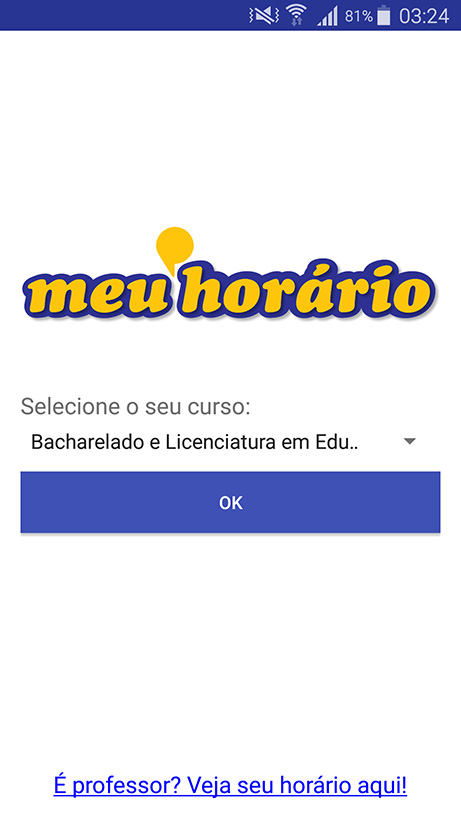 81% 03:24
meu horário
Selecione o seu curso:
Bacharelado e Licenciatura em Edu..
OK
É professor? Veja seu horário aqui!